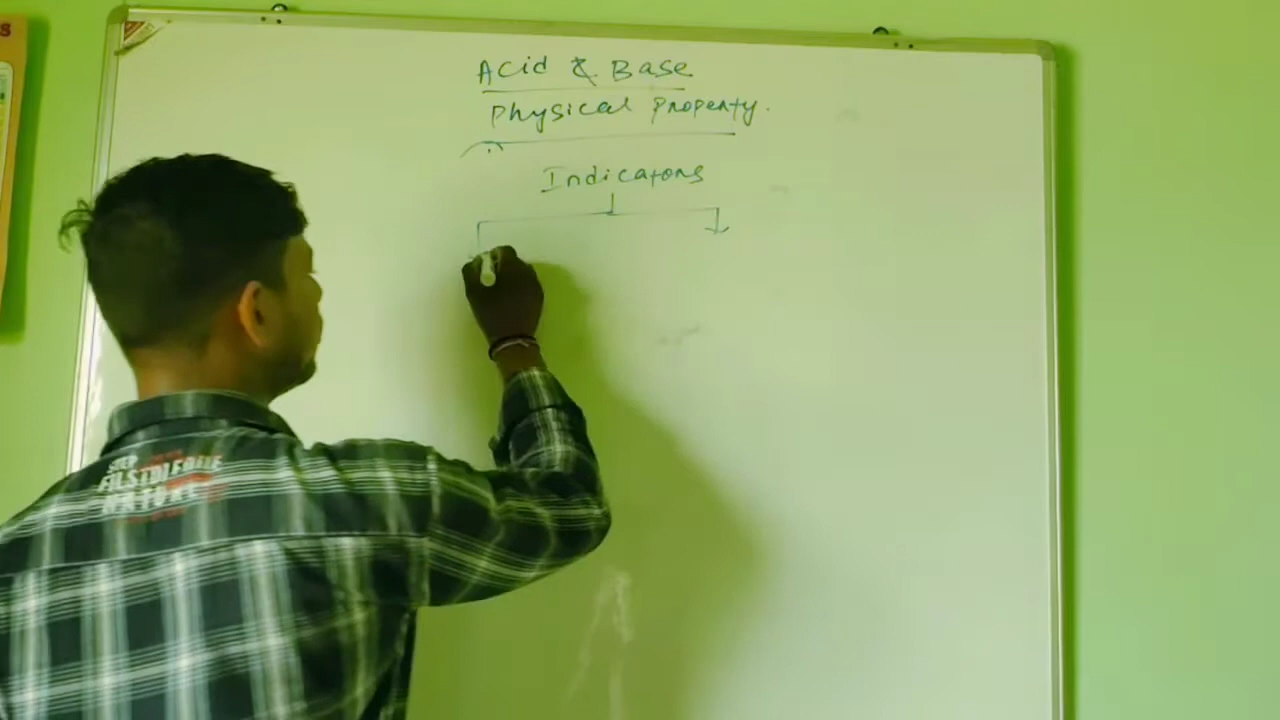 Acid & Base
Physical Property.
Indicators
S